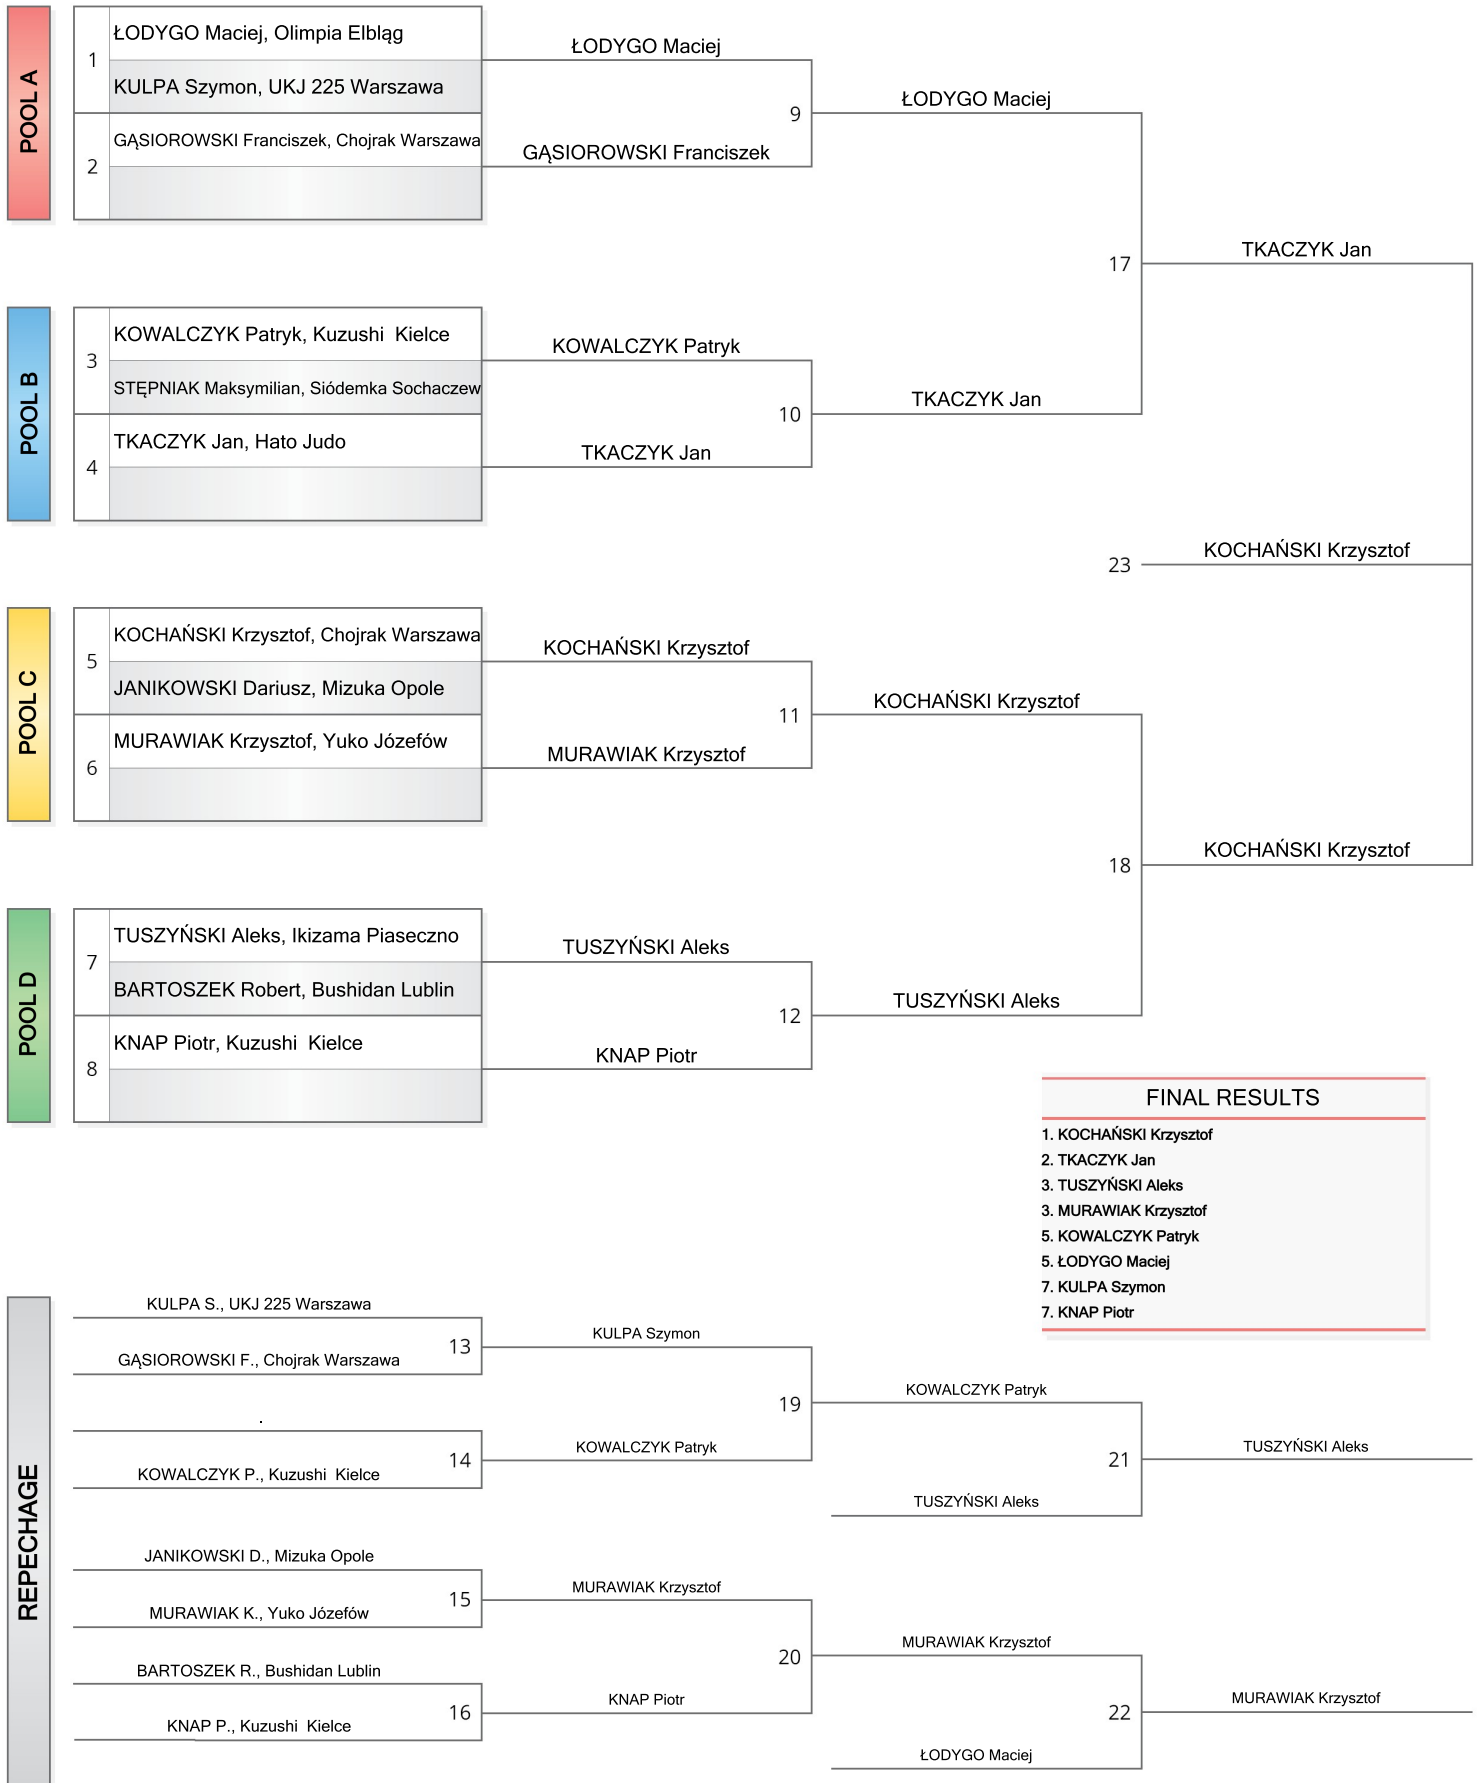 POOL A
1
ŁODYGO Maciej, Olimpia Elbląg
KULPA Szymon, UKJ 225 Warszawa
2
GĄSIOROWSKI Franciszek, Chojrak Warszawa
ŁODYGO Maciej
GĄSIOROWSKI Franciszek
9
ŁODYGO Maciej
17
TKACZYK Jan
POOL B
3
KOWALCZYK Patryk, Kuzushi  Kielce
STĘPNIAK Maksymilian, Siódemka Sochaczew
4
TKACZYK Jan, Hato Judo
KOWALCZYK Patryk
TKACZYK Jan
10
TKACZYK Jan
23
KOCHAŃSKI Krzysztof
POOL C
5
KOCHAŃSKI Krzysztof, Chojrak Warszawa
JANIKOWSKI Dariusz, Mizuka Opole
6
MURAWIAK Krzysztof, Yuko Józefów
KOCHAŃSKI Krzysztof
MURAWIAK Krzysztof
11
KOCHAŃSKI Krzysztof
18
KOCHAŃSKI Krzysztof
POOL D
7
TUSZYŃSKI Aleks, Ikizama Piaseczno
BARTOSZEK Robert, Bushidan Lublin
8
KNAP Piotr, Kuzushi  Kielce
TUSZYŃSKI Aleks
KNAP Piotr
12
TUSZYŃSKI Aleks
FINAL RESULTS
1. KOCHAŃSKI Krzysztof
2. TKACZYK Jan
3. TUSZYŃSKI Aleks
3. MURAWIAK Krzysztof
5. KOWALCZYK Patryk
5. ŁODYGO Maciej
7. KULPA Szymon
7. KNAP Piotr
REPECHAGE
KULPA S., UKJ 225 Warszawa
GĄSIOROWSKI F., Chojrak Warszawa
13
KULPA Szymon
.
KOWALCZYK P., Kuzushi  Kielce
14
KOWALCZYK Patryk
19
KOWALCZYK Patryk
TUSZYŃSKI Aleks
21
TUSZYŃSKI Aleks
JANIKOWSKI D., Mizuka Opole
MURAWIAK K., Yuko Józefów
15
MURAWIAK Krzysztof
BARTOSZEK R., Bushidan Lublin
KNAP P., Kuzushi  Kielce
16
KNAP Piotr
20
MURAWIAK Krzysztof
ŁODYGO Maciej
22
MURAWIAK Krzysztof